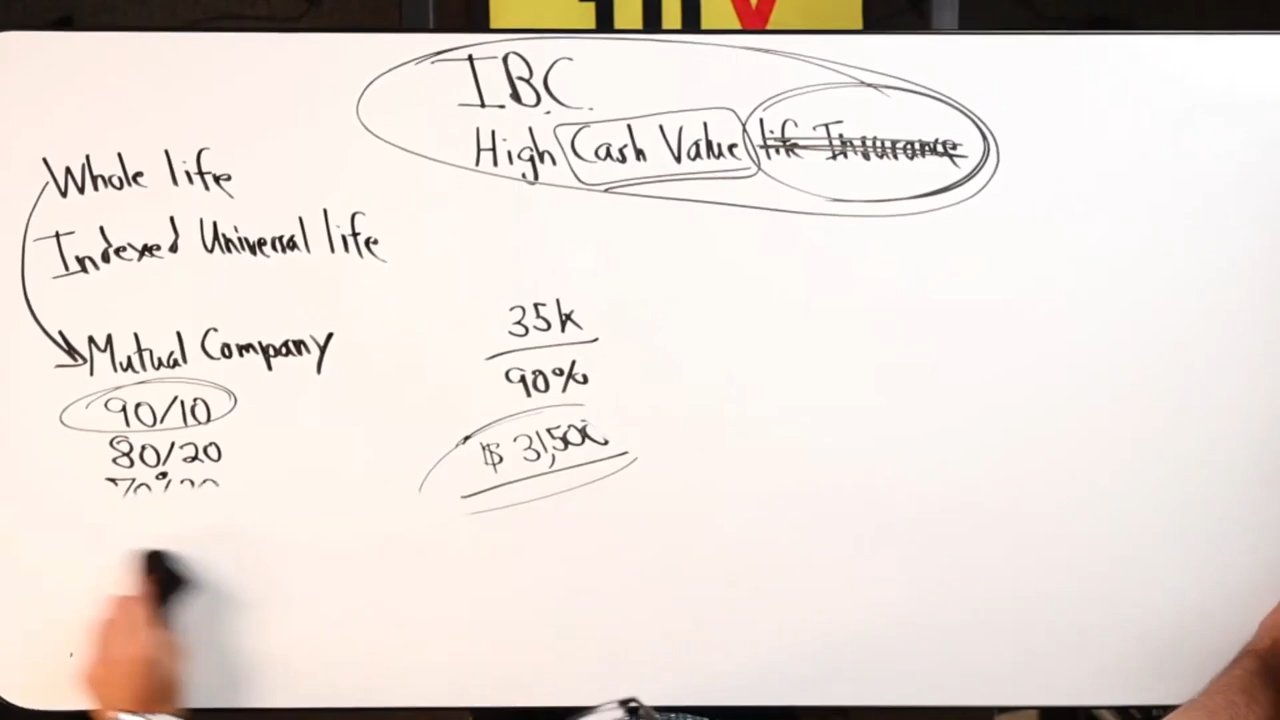 IBC.
High Cash Value life Insurance
Whole life
Indexed Universal life
Mutual Company
90/10
80/20
35k
90%
$ 31,500